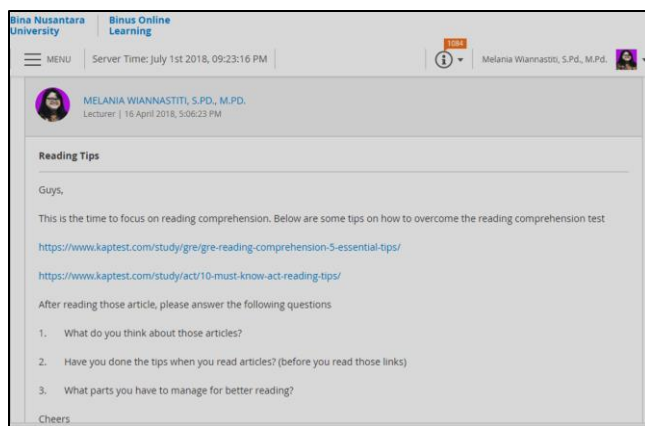 Bina Nusantara University
Binus Online Learning
MENU
Server Time: July 1st 2018, 09:23:16 PM
1084
Melania Wiannastiti, S.Pd., M.Pd.
MELANIA WIANNASTITI, S.PD., M.PD.
Lecturer | 16 April 2018, 5:06:23 PM
Reading Tips
Guys,
This is the time to focus on reading comprehension. Below are some tips on how to overcome the reading comprehension test
https://www.kaptest.com/study/gre/gre-reading-comprehension-5-essential-tips/
https://www.kaptest.com/study/act/10-must-know-act-reading-tips/
After reading those article, please answer the following questions
1. What do you think about those articles?
2. Have you done the tips when you read articles? (before you read those links)
3. What parts you have to manage for better reading?
Cheers